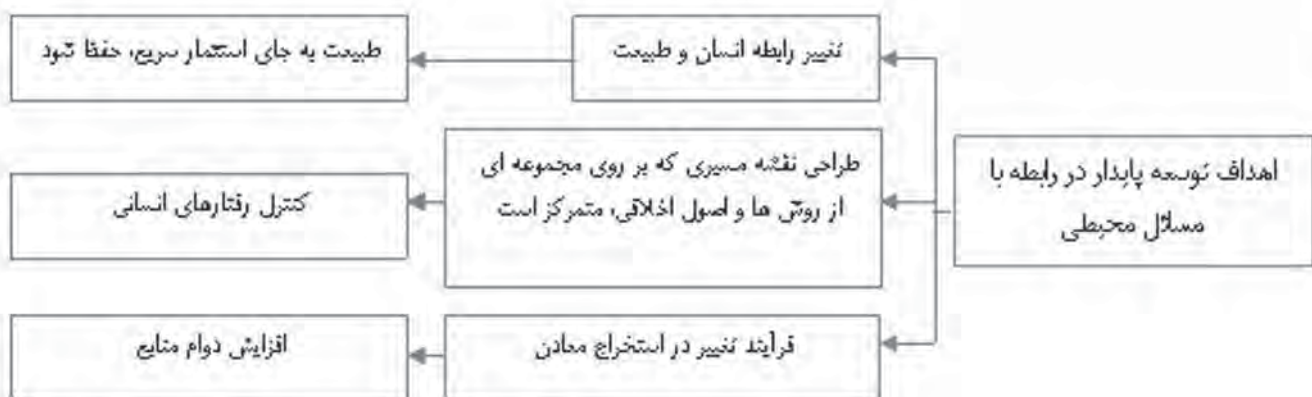 اهداف توسعه پایدار در رابطه با
مسائل محیطی
تغییر رابطه انسان و طبیعت
طبیعت به جای استثمار سریع، حفظ شود
طراحی نقشه مسیری که بر روی مجموعه ای
از روش ها و اصول اخلاقی، متمرکز است
کنترل رفتارهای انسانی
فرآیند تغییر در استخراج معادن
افزایش دوام منابع